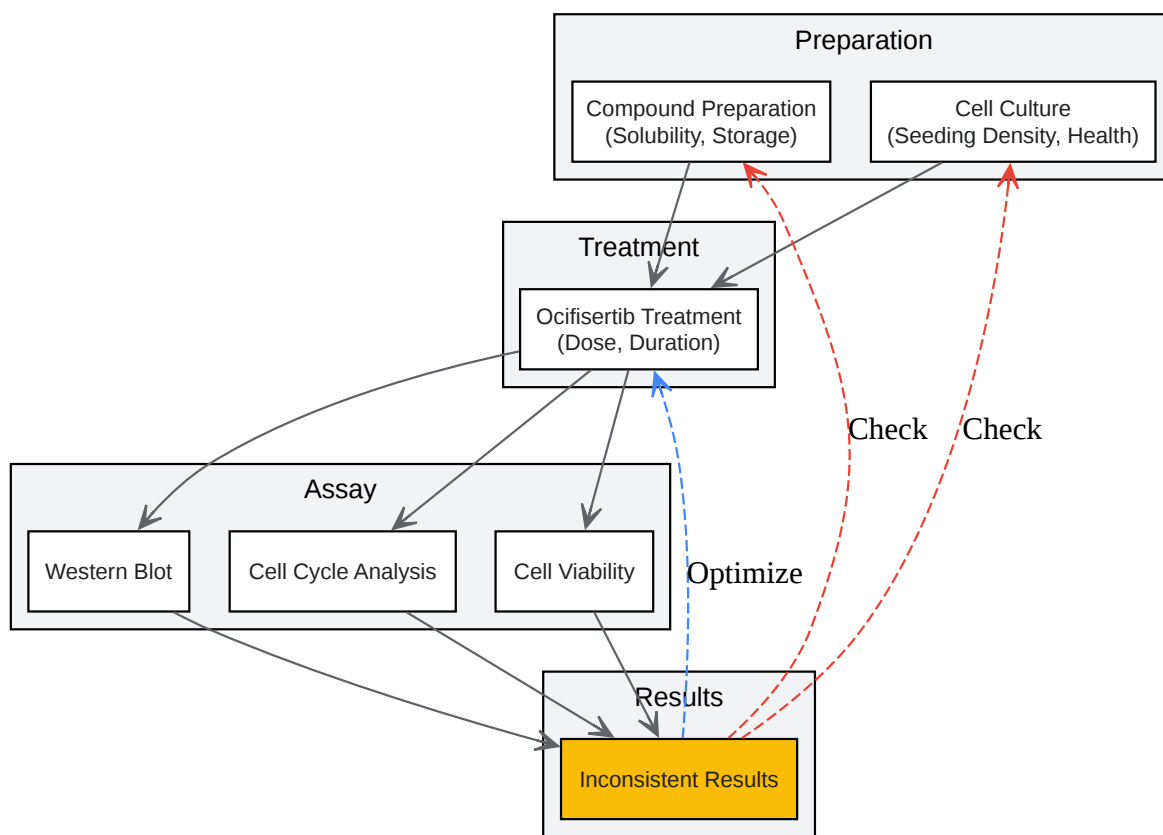 Preparation
Compound Preparation
(Solubility, Storage)
Cell Culture
(Seeding Density, Health)
Treatment
Ocifisertib Treatment
(Dose, Duration)
Check
Check
Assay
Western Blot
Cell Cycle Analysis
Cell Viability
Optimize
Results
Inconsistent Results